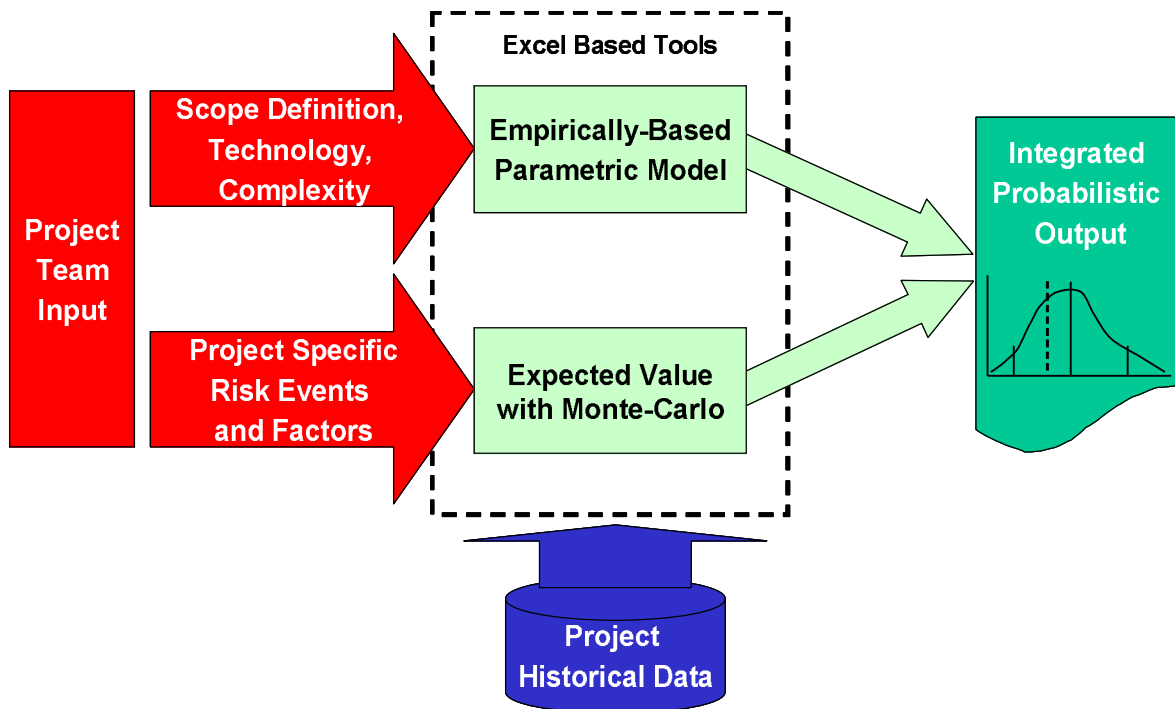 Excel Based Tools
Project
Team
Input
Scope Definition,
Technology,
Complexity
Empirically-Based
Parametric Model
Integrated
Probabilistic
Output
Project Specific
Risk Events
and Factors
Expected Value
with Monte-Carlo
Project
Historical Data